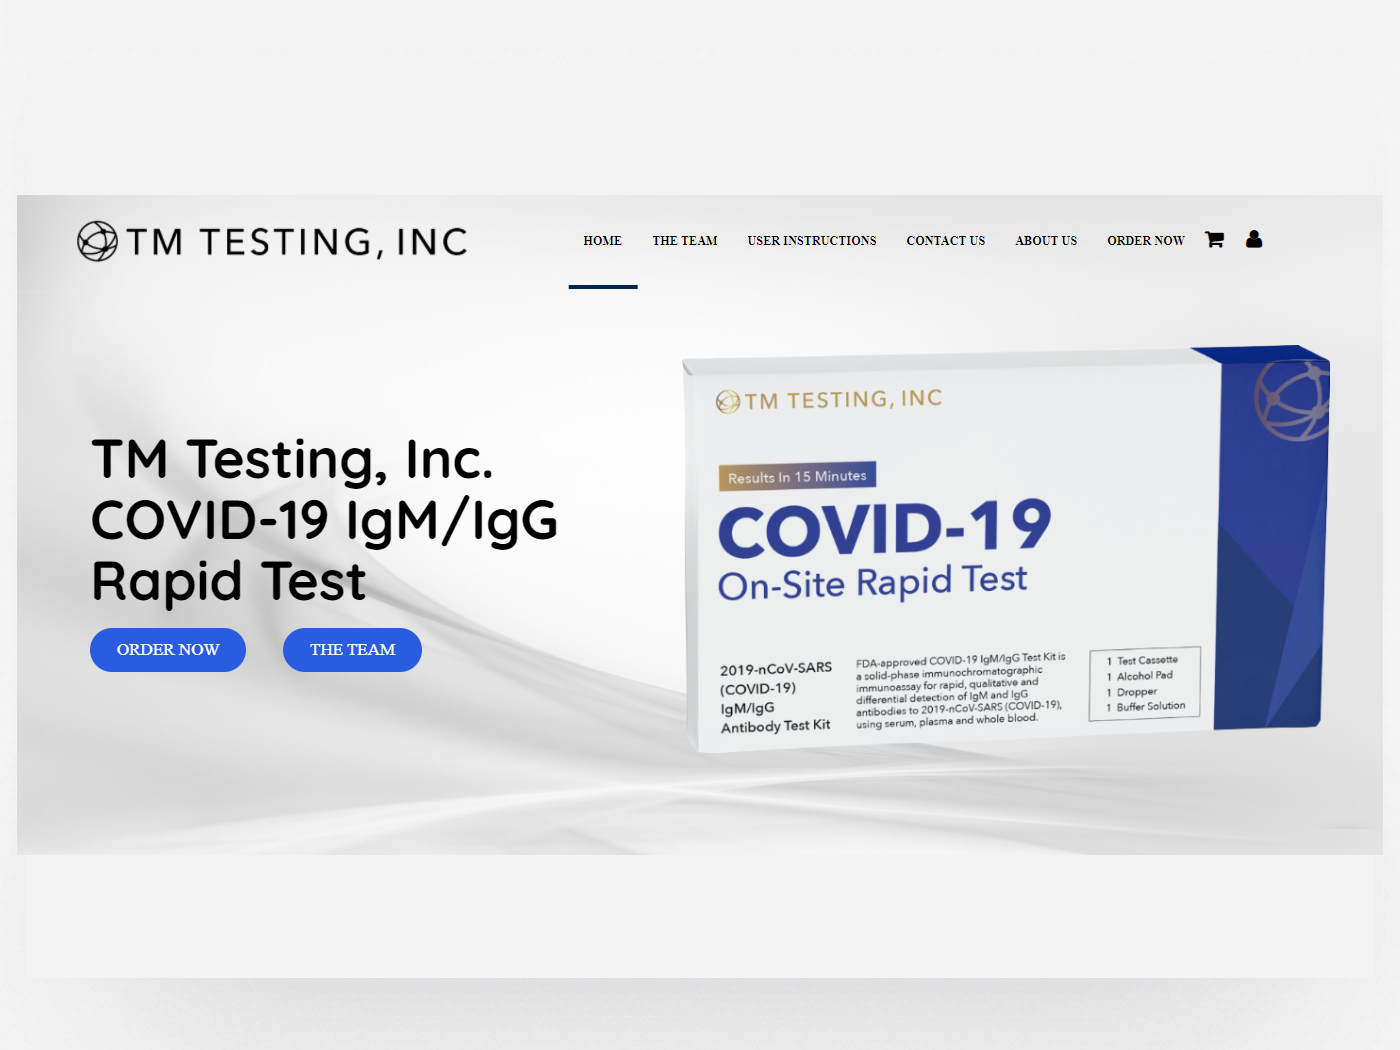 TM TESTING, INC
HOME THE TEAM USER INSTRUCTIONS CONTACT US ABOUT US ORDER NOW
TM Testing, Inc.
COVID-19 IgM/IgG
Rapid Test
ORDER NOW THE TEAM
TM TESTING, INC
Results In 15 Minutes
COVID-19
On-Site Rapid Test
2019-nCoV-SARS
(COVID-19)
IgM/IgG
Antibody Test Kit
FDA-approved COVID-19 IgM/IgG Test Kit is
a solid-phase immunochromatographic
immunoassay for rapid, qualitative and
differential detection of IgM and IgG
antibodies to 2019-nCoV-SARS (COVID-19),
using serum, plasma and whole blood.
1 Test Cassette
1 Alcohol Pad
1 Dropper
1 Buffer Solution